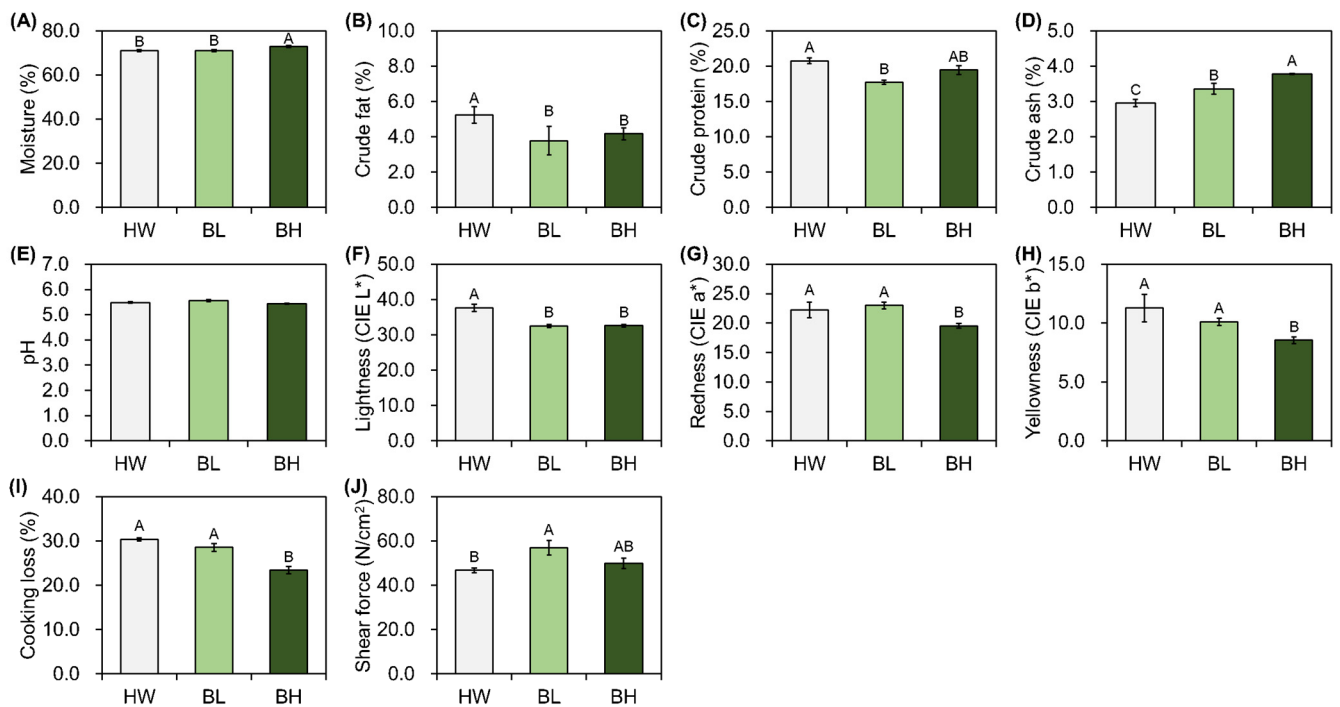 (A)
Moisture (%)
80.0
60.0
40.0
20.0
0.0
B
B
A
HW BL BH
(B)
Crude fat (%)
10.0
8.0
6.0
4.0
2.0
0.0
A
B
B
HW BL BH
(C)
Crude protein (%)
25.0
20.0
15.0
10.0
5.0
0.0
A
B
AB
HW BL BH
(D)
Crude ash (%)
5.0
4.0
3.0
2.0
1.0
0.0
C
B
A
HW BL BH
(E)
pH
7.0
6.0
5.0
4.0
3.0
2.0
1.0
0.0
HW BL BH
(F)
Lightness (CIE L*)
50.0
40.0
30.0
20.0
10.0
0.0
A
B
B
HW BL BH
(G)
Redness (CIE a*)
30.0
25.0
20.0
15.0
10.0
5.0
0.0
A
A
B
HW BL BH
(H)
Yellowness (CIE b*)
15.0
10.0
5.0
0.0
A
A
B
HW BL BH
(I)
Cooking loss (%)
40.0
30.0
20.0
10.0
0.0
A
A
B
HW BL BH
(J)
Shear force (N/cm²)
80.0
60.0
40.0
20.0
0.0
B
A
AB
HW BL BH